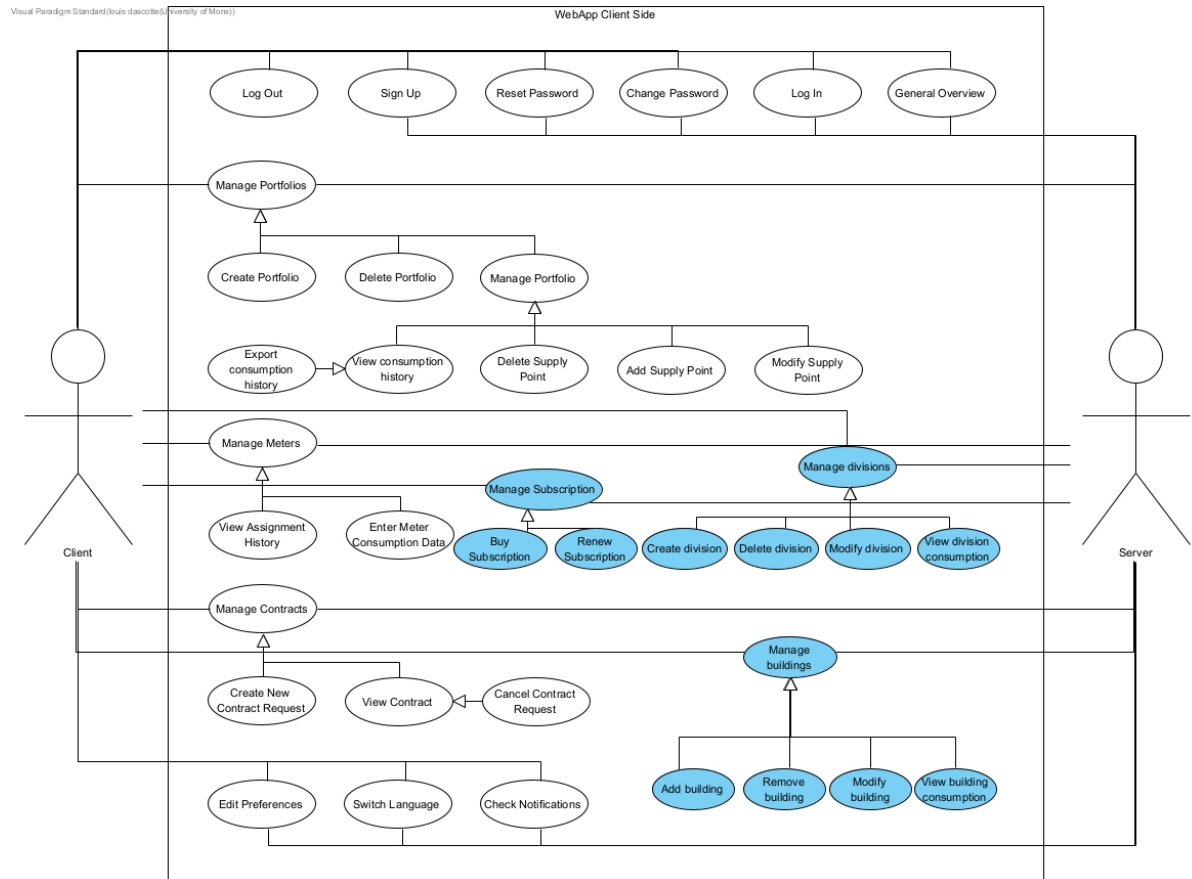 Visual Paradigm Standard(louis dascotte(University of Mons))
WebApp Client Side
Log Out
Sign Up
Reset Password
Change Password
Log In
General Overview
Manage Portfolios
Create Portfolio
Delete Portfolio
Manage Portfolio
Export
consumption
history
View consumption
history
Delete Supply
Point
Add Supply Point
Modify Supply
Point
Manage Meters
Manage divisions
Manage Subscription
View Assignment
History
Enter Meter
Consumption Data
Buy
Subscription
Renew
Subscription
Create division
Delete division
Modify division
View division
consumption
Client
Server
Manage Contracts
Manage
buildings
Create New
Contract Request
View Contract
Cancel Contract
Request
Add building
Remove
building
Modify
building
View building
consumption
Edit Preferences
Switch Language
Check Notifications